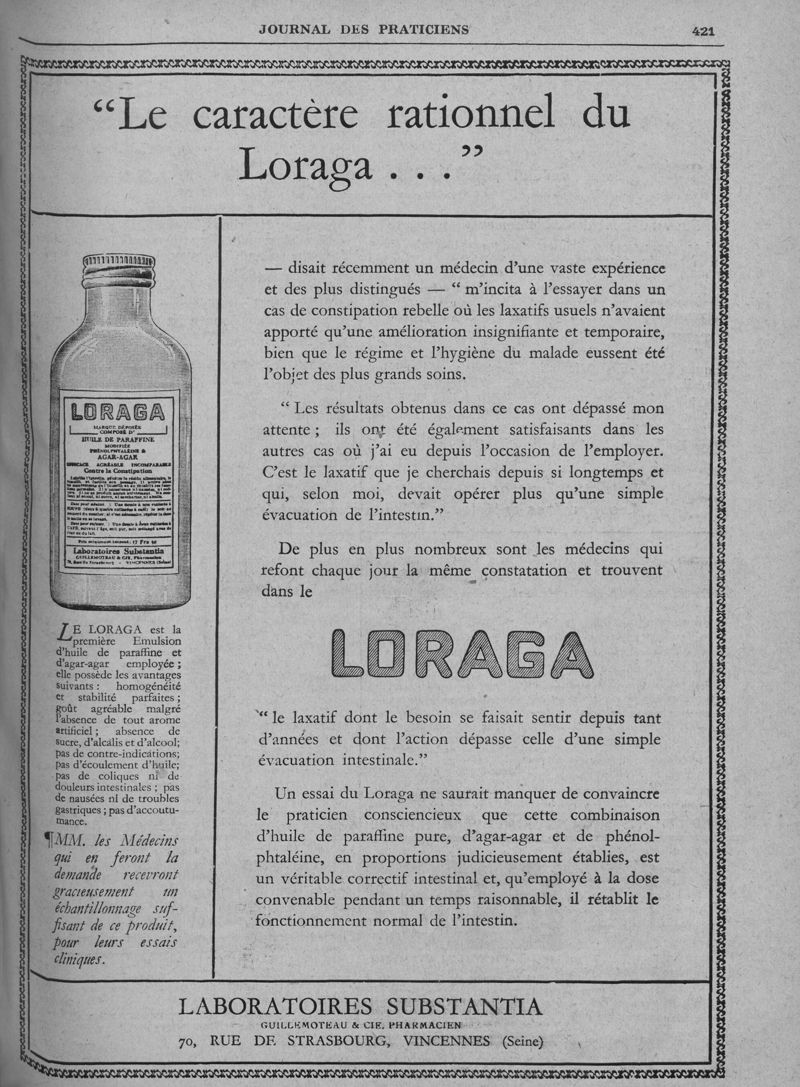 JOURNAL DES PRATICIENS
421
“Le caractère rationnel du
Loraga . . .”
LORAGA
MARQUE DÉPOSÉE
COMPOSÉ D'
HUILE DE PARAFFINE
MODIFIÉE
PHÉNOLPHTALÉINE &
AGAR-AGAR
EFFICACE AGRÉABLE INCOMPARABLE
Contre la Constipation
Laboratoires Substantia
GUILLEMOTEAU & CIE, Pharmacien
LE LORAGA est la
première Emulsion
d'huile de paraffine et
d'agar-agar employée ;
elle possède les avantages
suivants : homogénéité
et stabilité parfaites ;
goût agréable malgré
l'absence de tout arome
artificiel ; absence de
sucre, d'alcalis et d'alcool;
pas de contre-indications;
pas d'écoulement d'huile;
pas de coliques ni de
douleurs intestinales ; pas
de nausées ni de troubles
gastriques ; pas d'accoutu-
mance.
¶MM. les Médecins
qui en feront la
demande recevront
gracieusement un
échantillonnage suf-
fisant de ce produit,
pour leurs essais
cliniques.
— disait récemment un médecin d'une vaste expérience
et des plus distingués — “ m'incita à l'essayer dans un
cas de constipation rebelle où les laxatifs usuels n'avaient
apporté qu'une amélioration insignifiante et temporaire,
bien que le régime et l'hygiène du malade eussent été
l'objet des plus grands soins.
“ Les résultats obtenus dans ce cas ont dépassé mon
attente ; ils ont été également satisfaisants dans les
autres cas où j'ai eu depuis l'occasion de l'employer.
C'est le laxatif que je cherchais depuis si longtemps et
qui, selon moi, devait opérer plus qu'une simple
évacuation de l'intestin.”
De plus en plus nombreux sont les médecins qui
refont chaque jour la même constatation et trouvent
dans le
LORAGA
“ le laxatif dont le besoin se faisait sentir depuis tant
d'années et dont l'action dépasse celle d'une simple
évacuation intestinale.”
Un essai du Loraga ne saurait manquer de convaincre
le praticien consciencieux que cette combinaison
d'huile de paraffine pure, d'agar-agar et de phénol-
phtaléine, en proportions judicieusement établies, est
un véritable correctif intestinal et, qu'employé à la dose
convenable pendant un temps raisonnable, il rétablit le
fonctionnement normal de l'intestin.
LABORATOIRES SUBSTANTIA
GUILLEMOTEAU & CIE, PHARMACIEN
70, RUE DE STRASBOURG, VINCENNES (Seine)